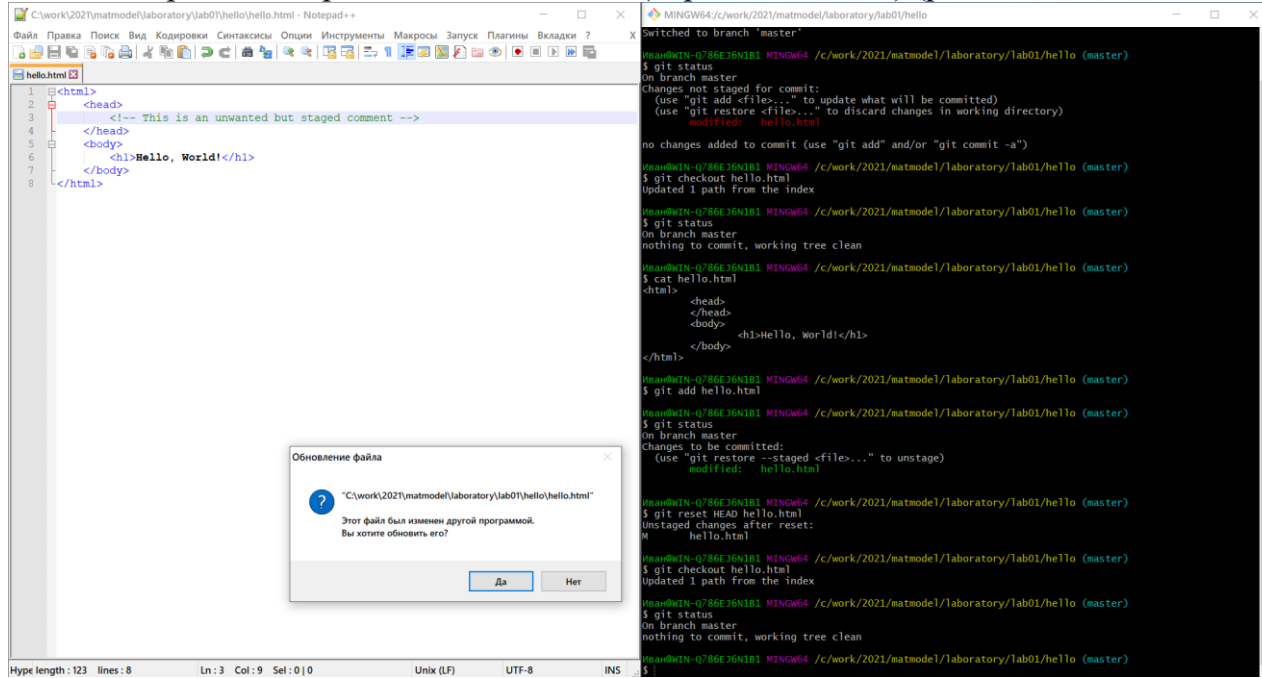 C:\work\2021\matmodel\laboratory\lab01\hello\hello.html - Notepad++
Файл Правка Поиск Вид Кодировки Синтаксисы Опции Инструменты Макросы Запуск Плагины Вкладки ? X
hello.html
1 <html>
2 <head>
3 <!-- This is an unwanted but staged comment -->
4 </head>
5 <body>
6 <h1>Hello, World!</h1>
7 </body>
8 </html>
Обновление файла
"C:\work\2021\matmodel\laboratory\lab01\hello\hello.html"
Этот файл был изменен другой программой.
Вы хотите обновить его?
Да Нет
Hype length : 123 lines : 8 Ln : 3 Col : 9 Sel : 0 | 0 Unix (LF) UTF-8 INS
MINGW64:/c/work/2021/matmodel/laboratory/lab01/hello
Switched to branch 'master'
Иван@WIN-Q786EJ6N1B1 MINGW64 /c/work/2021/matmodel/laboratory/lab01/hello (master)
$ git status
On branch master
Changes not staged for commit:
(use "git add <file>..." to update what will be committed)
(use "git restore <file>..." to discard changes in working directory)
modified: hello.html
no changes added to commit (use "git add" and/or "git commit -a")
Иван@WIN-Q786EJ6N1B1 MINGW64 /c/work/2021/matmodel/laboratory/lab01/hello (master)
$ git checkout hello.html
Updated 1 path from the index
Иван@WIN-Q786EJ6N1B1 MINGW64 /c/work/2021/matmodel/laboratory/lab01/hello (master)
$ git status
On branch master
nothing to commit, working tree clean
Иван@WIN-Q786EJ6N1B1 MINGW64 /c/work/2021/matmodel/laboratory/lab01/hello (master)
$ cat hello.html
<html>
<head>
</head>
<body>
<h1>Hello, World!</h1>
</body>
</html>
Иван@WIN-Q786EJ6N1B1 MINGW64 /c/work/2021/matmodel/laboratory/lab01/hello (master)
$ git add hello.html
Иван@WIN-Q786EJ6N1B1 MINGW64 /c/work/2021/matmodel/laboratory/lab01/hello (master)
$ git status
On branch master
Changes to be committed:
(use "git restore --staged <file>..." to unstage)
modified: hello.html
Иван@WIN-Q786EJ6N1B1 MINGW64 /c/work/2021/matmodel/laboratory/lab01/hello (master)
$ git reset HEAD hello.html
Unstaged changes after reset:
M hello.html
Иван@WIN-Q786EJ6N1B1 MINGW64 /c/work/2021/matmodel/laboratory/lab01/hello (master)
$ git checkout hello.html
Updated 1 path from the index
Иван@WIN-Q786EJ6N1B1 MINGW64 /c/work/2021/matmodel/laboratory/lab01/hello (master)
$ git status
On branch master
nothing to commit, working tree clean
Иван@WIN-Q786EJ6N1B1 MINGW64 /c/work/2021/matmodel/laboratory/lab01/hello (master)
$